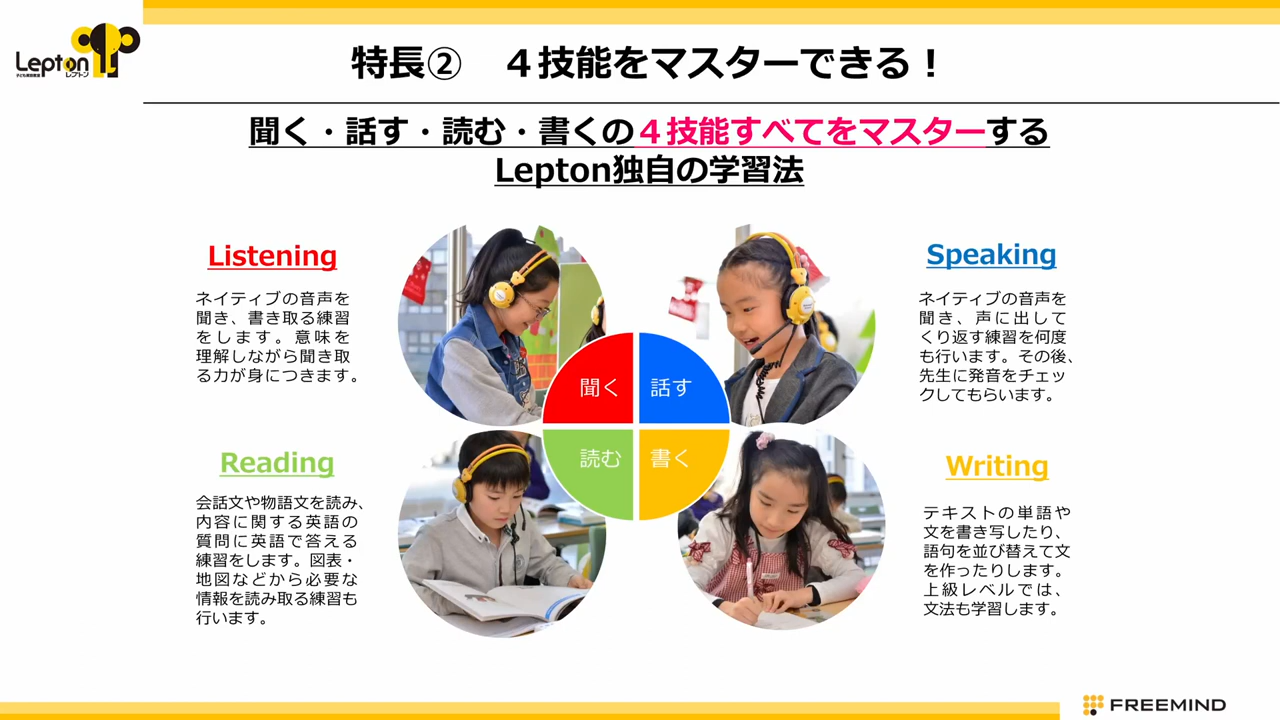 Lepton
子ども英語教室
レプトン
特長② ４技能をマスターできる！
聞く・話す・読む・書くの４技能すべてをマスターする
Lepton独自の学習法
Listening
ネイティブの音声を
聞き、書き取る練習
をします。意味を
理解しながら聞き取
る力が身につきます。
Speaking
ネイティブの音声を
聞き、声に出して
くり返す練習を何度
も行います。その後、
先生に発音をチェッ
クしてもらいます。
聞く
話す
読む
書く
Reading
会話文や物語文を読み、
内容に関する英語の
質問に英語で答える
練習をします。図表・
地図などから必要な
情報を読み取る練習も
行います。
Writing
テキストの単語や
文を書き写したり、
語句を並び替えて文
を作ったりします。
上級レベルでは、
文法も学習します。
FREEMIND